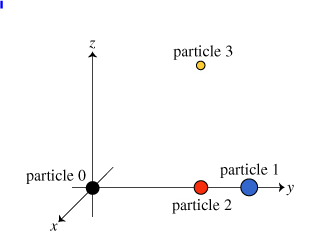 z
particle 3
particle 0
particle 1
y
particle 2
x